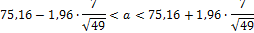 75,16 − 1,96 · 7/√49 < a < 75,16 + 1,96 · 7/√49